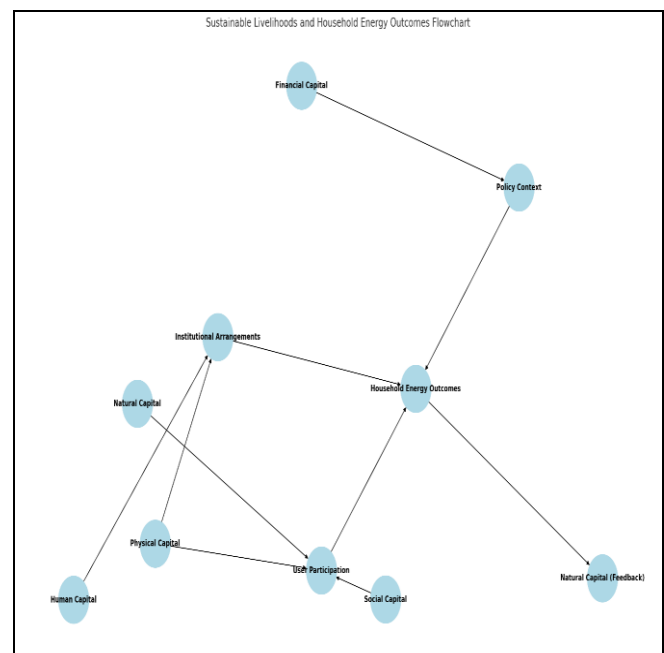 Sustainable Livelihoods and Household Energy Outcomes Flowchart
Financial Capital
Policy Context
Institutional Arrangements
Household Energy Outcomes
Natural Capital
Physical Capital
User Participation
Natural Capital (Feedback)
Human Capital
Social Capital